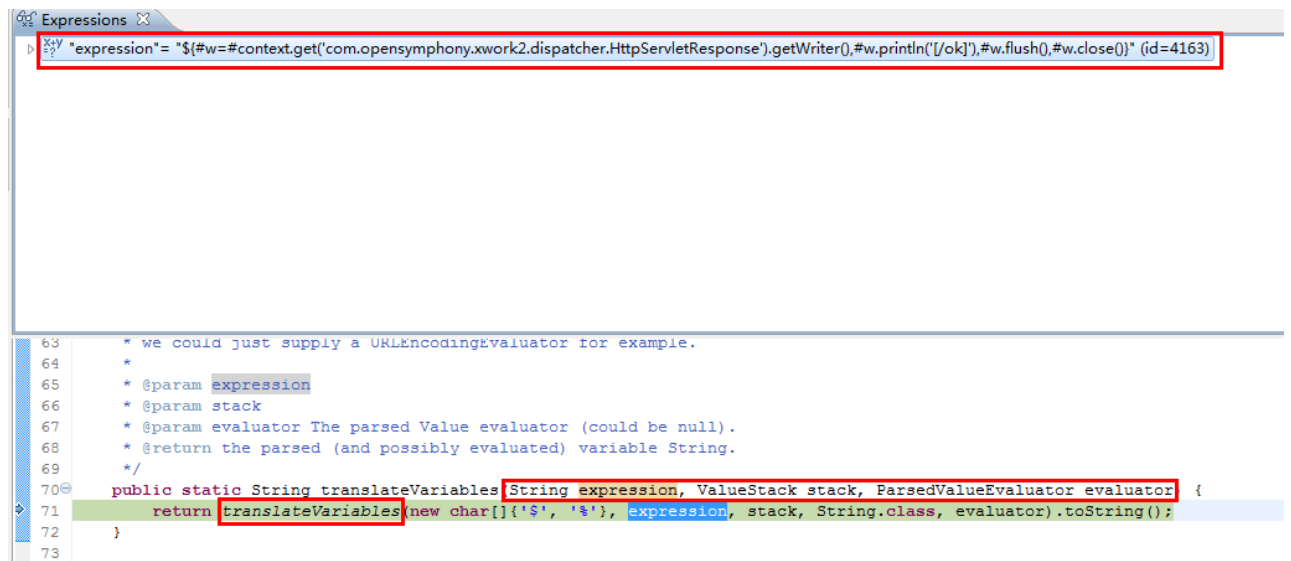 Expressions
"expression"= "${#w=#context.get('com.opensymphony.xwork2.dispatcher.HttpServletResponse').getWriter(),#w.println('[/ok]'),#w.flush(),#w.close()}" (id=4163)
63 * we could just supply a URLEncodingEvaluator for example.
64 *
65 * @param expression
66 * @param stack
67 * @param evaluator The parsed Value evaluator (could be null).
68 * @return the parsed (and possibly evaluated) variable String.
69 */
70 public static String translateVariables(String expression, ValueStack stack, ParsedValueEvaluator evaluator) {
71 return translateVariables(new char[]{'$', '%'}, expression, stack, String.class, evaluator).toString();
72 }
73